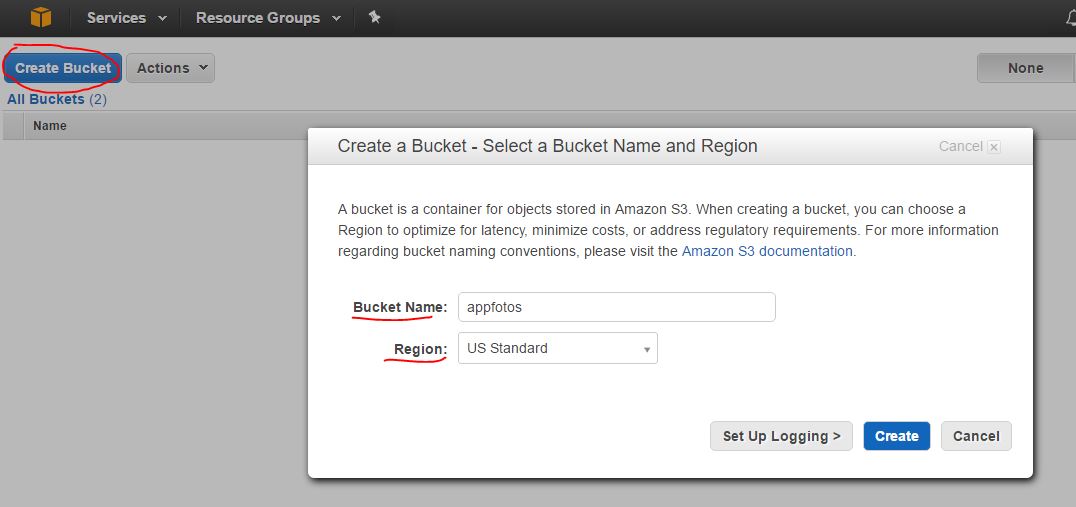 Services Resource Groups
Create Bucket Actions None
All Buckets (2)
Name
Create a Bucket - Select a Bucket Name and Region Cancel
A bucket is a container for objects stored in Amazon S3. When creating a bucket, you can choose a
Region to optimize for latency, minimize costs, or address regulatory requirements. For more information
regarding bucket naming conventions, please visit the Amazon S3 documentation.
Bucket Name: appfotos
Region: US Standard
Set Up Logging > Create Cancel